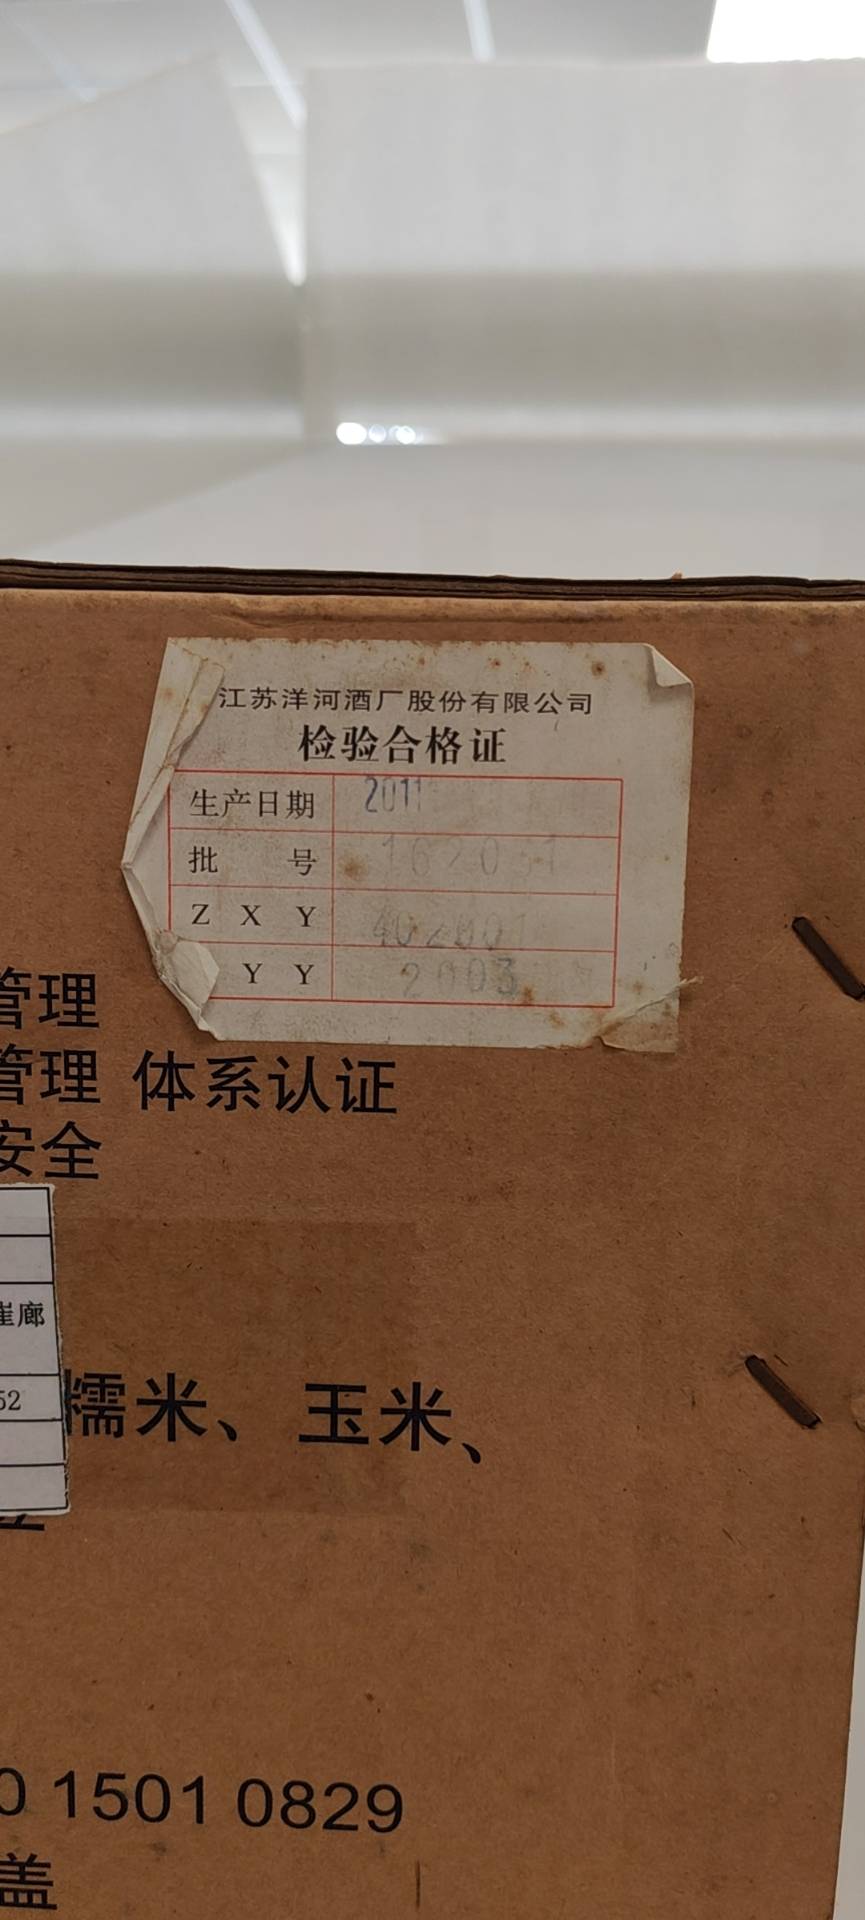 江苏洋河酒厂股份有限公司
检验合格证
生产日期 2011
批 号
Z X Y
Y Y 2003
管理
管理 体系认证
安全
廊
52
糯米、玉米、
0 1501 0829
盖